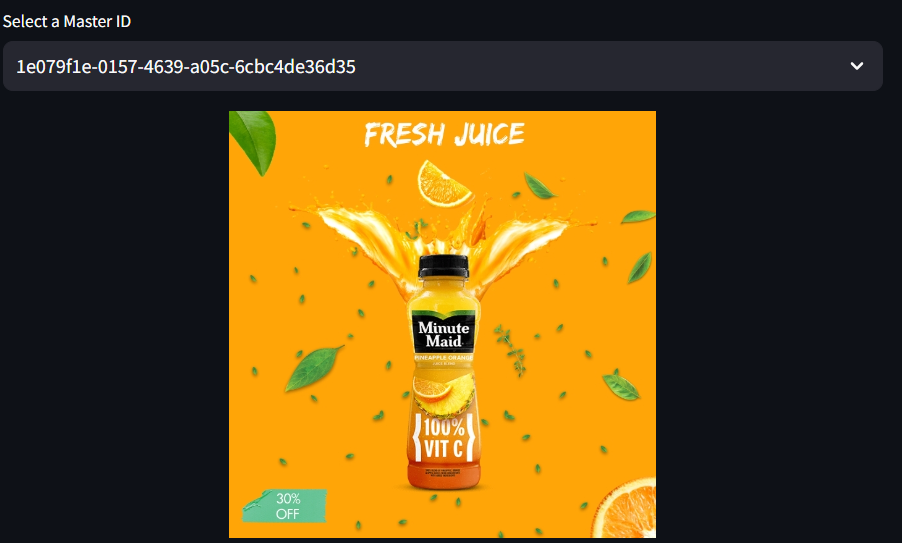 Select a Master ID
1e079f1e-0157-4639-a05c-6cbc4de36d35
FRESH JUICE
Minute
Maid
PINEAPPLE ORANGE
100%
VIT C
30%
OFF